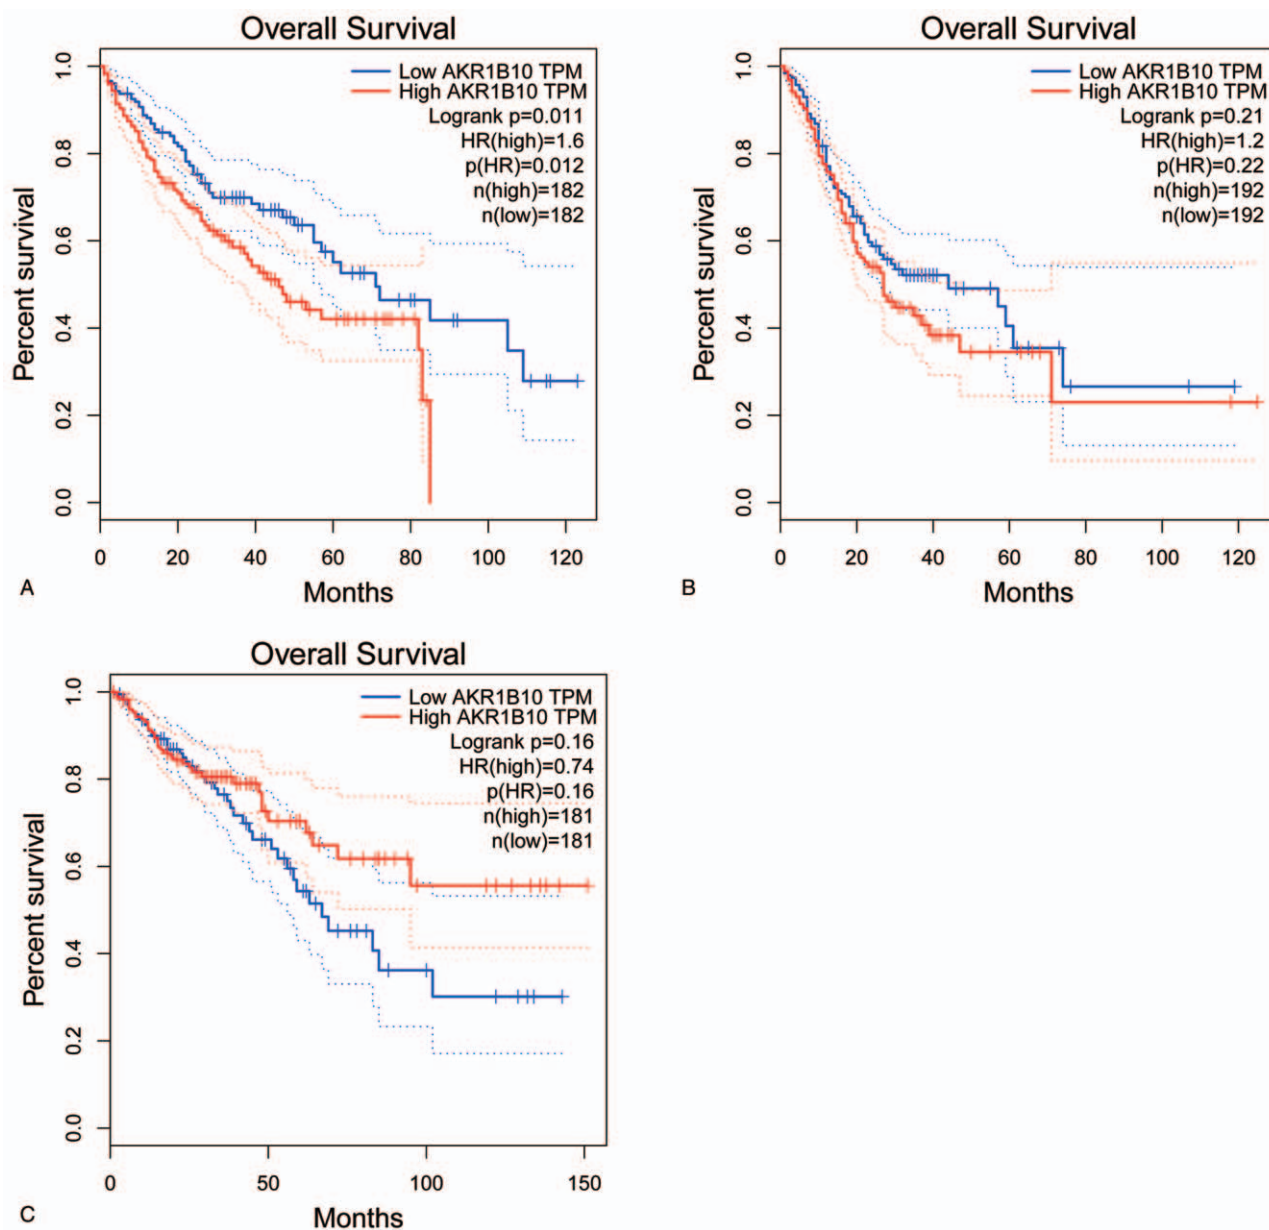 Overall Survival
Low AKR1B10 TPM
High AKR1B10 TPM
Logrank p=0.011
HR(high)=1.6
p(HR)=0.012
n(high)=182
n(low)=182
Percent survival
1.0
0.8
0.6
0.4
0.2
0.0
0 20 40 60 80 100 120
Months
A
Overall Survival
Low AKR1B10 TPM
High AKR1B10 TPM
Logrank p=0.21
HR(high)=1.2
p(HR)=0.22
n(high)=192
n(low)=192
Percent survival
1.0
0.8
0.6
0.4
0.2
0.0
0 20 40 60 80 100 120
Months
B
Overall Survival
Low AKR1B10 TPM
High AKR1B10 TPM
Logrank p=0.16
HR(high)=0.74
p(HR)=0.16
n(high)=181
n(low)=181
Percent survival
1.0
0.8
0.6
0.4
0.2
0.0
0 50 100 150
Months
C